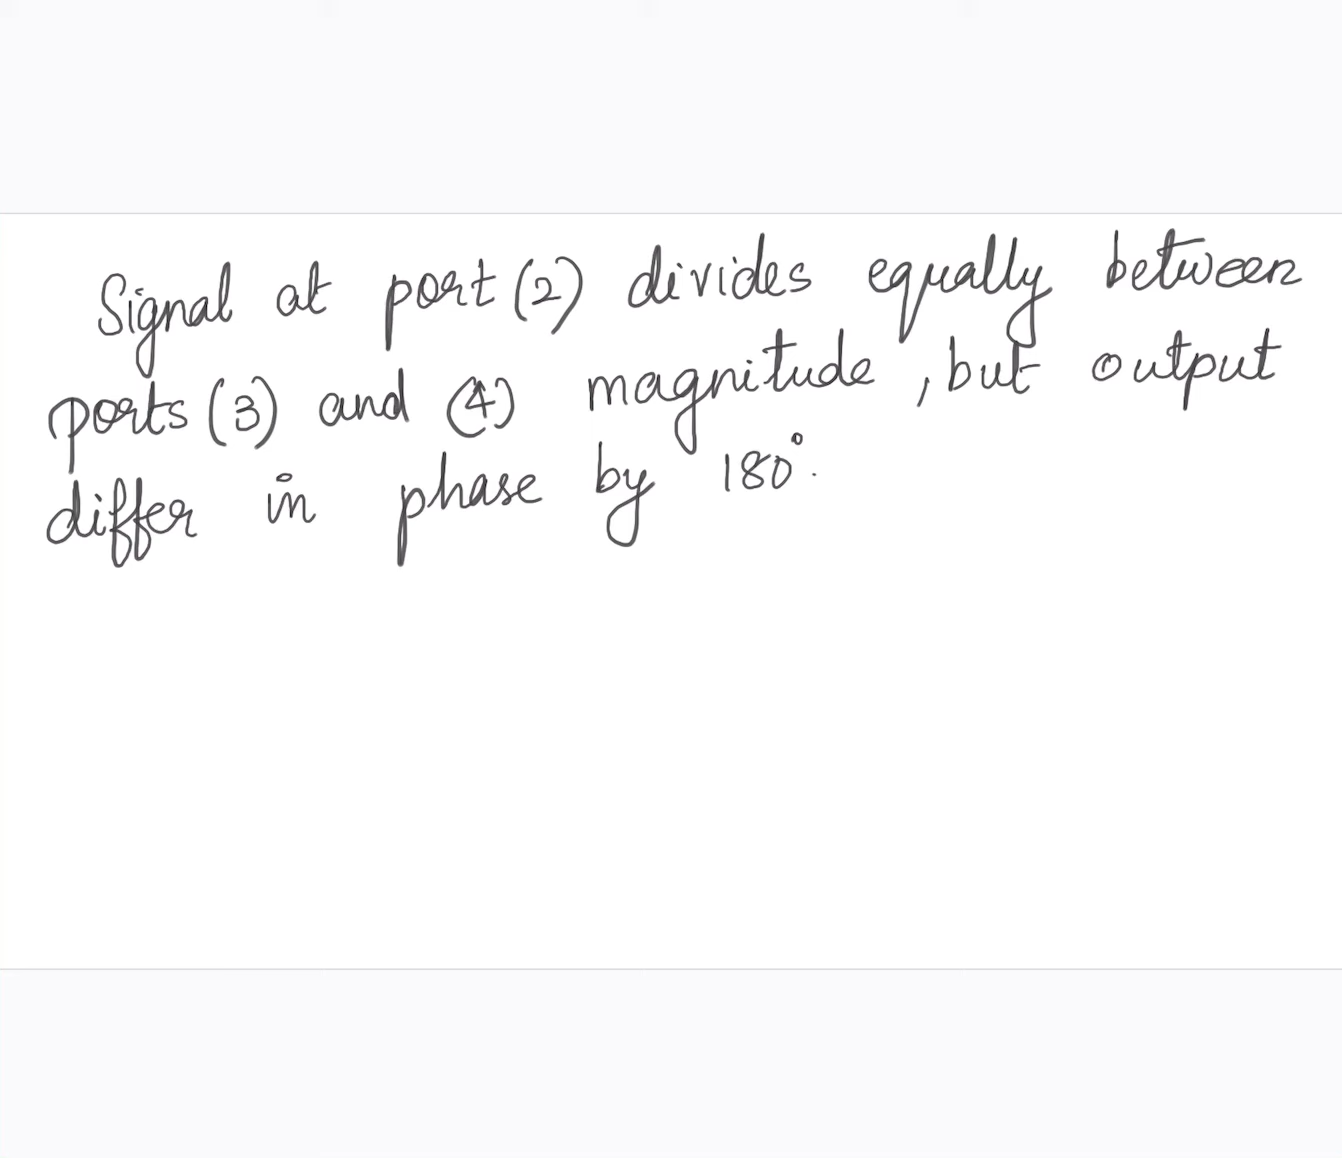 Signal at port (2) divides equally between
ports (3) and (4) magnitude, but output
differ in phase by 180°.